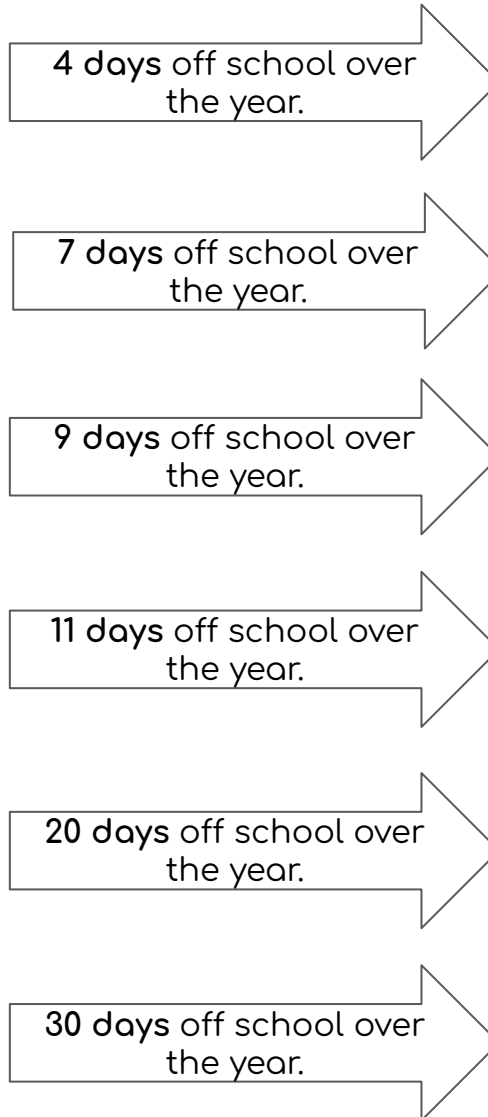 4 days off school over
the year.
7 days off school over
the year.
9 days off school over
the year.
11 days off school over
the year.
20 days off school over
the year.
30 days off school over
the year.